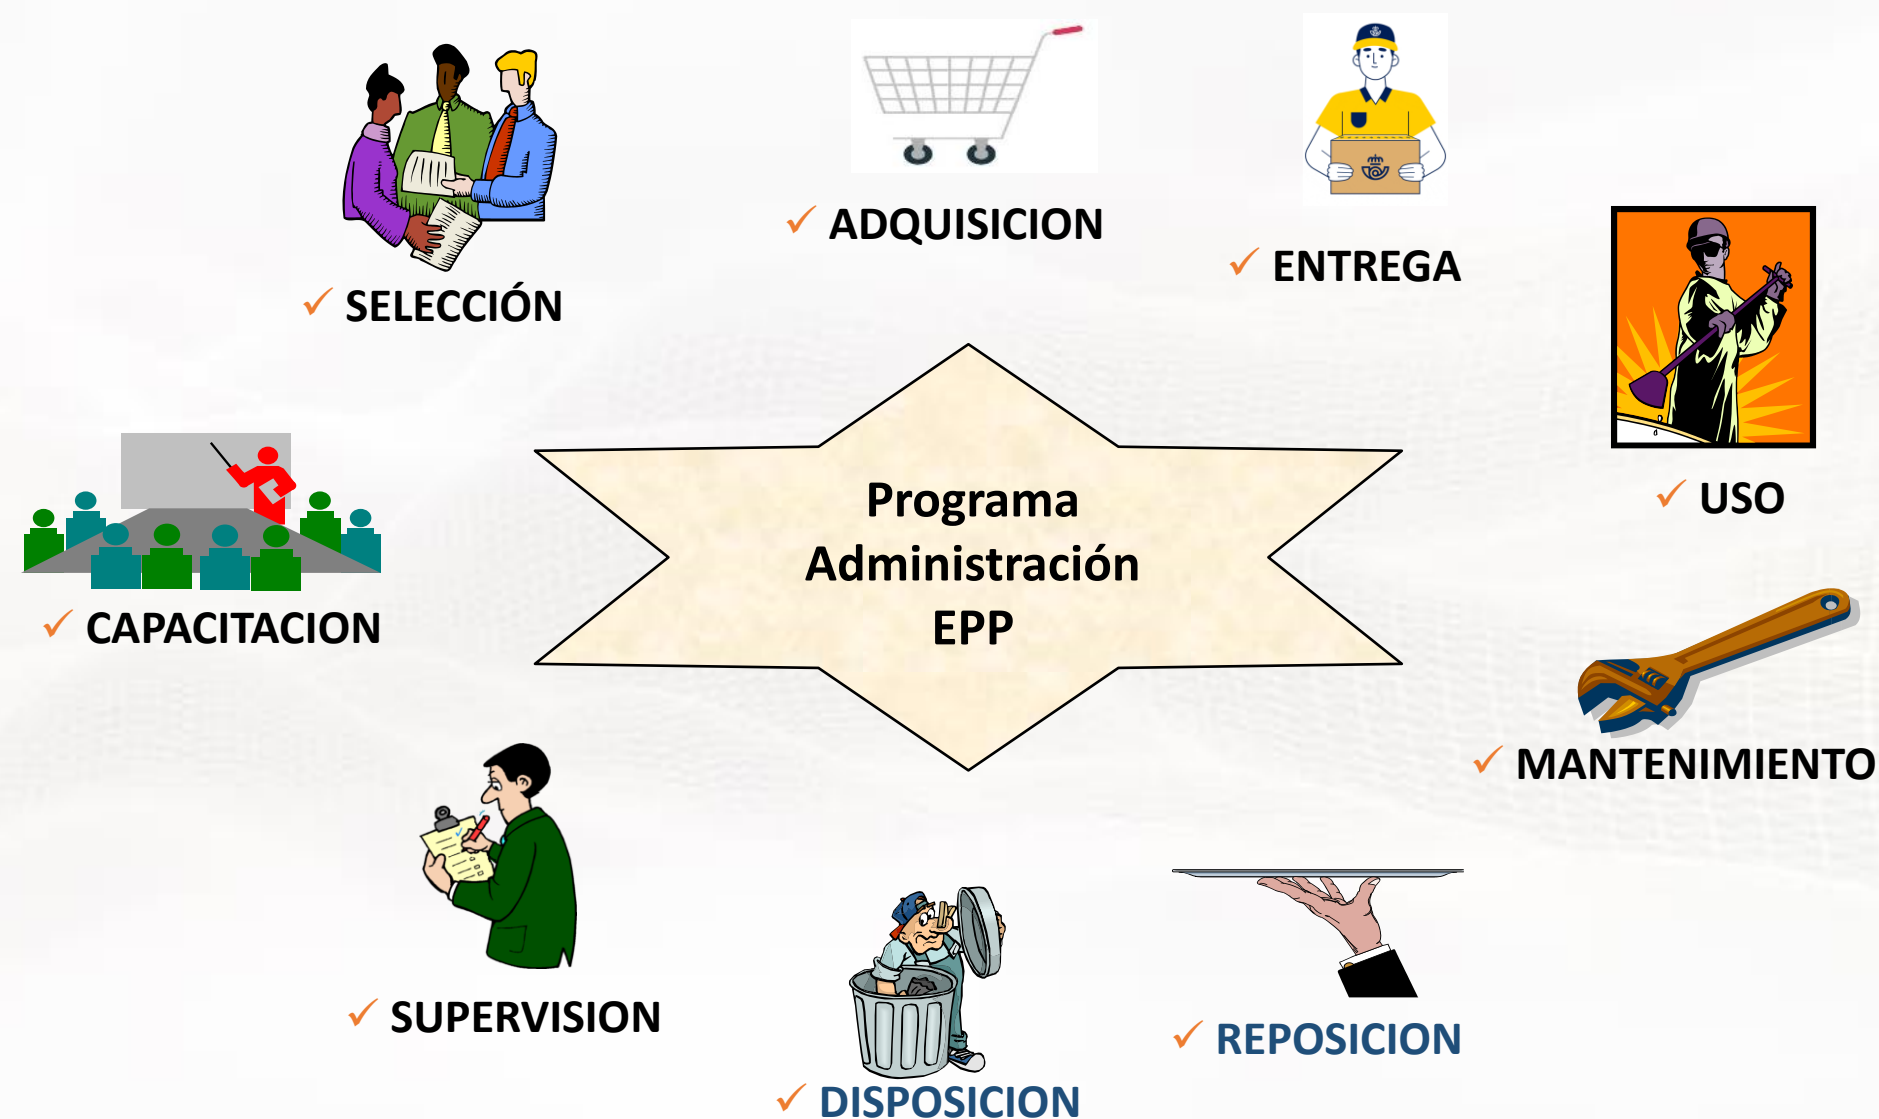 ✓ SELECCIÓN
✓ ADQUISICION
✓ ENTREGA
✓ USO
✓ MANTENIMIENTO
✓ REPOSICION
✓ DISPOSICION
✓ SUPERVISION
✓ CAPACITACION
Programa
Administración
EPP